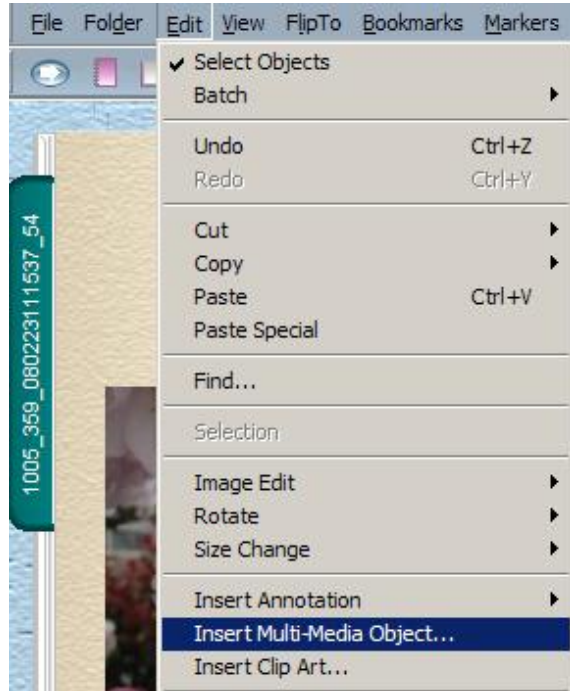 File Folder Edit View FlipTo Bookmarks Markers
Select Objects
Batch
Undo Ctrl+Z
Redo Ctrl+Y
Cut
Copy
Paste Ctrl+V
Paste Special
Find...
Selection
Image Edit
Rotate
Size Change
Insert Annotation
Insert Multi-Media Object...
Insert Clip Art...
1005_359_080223111537_54